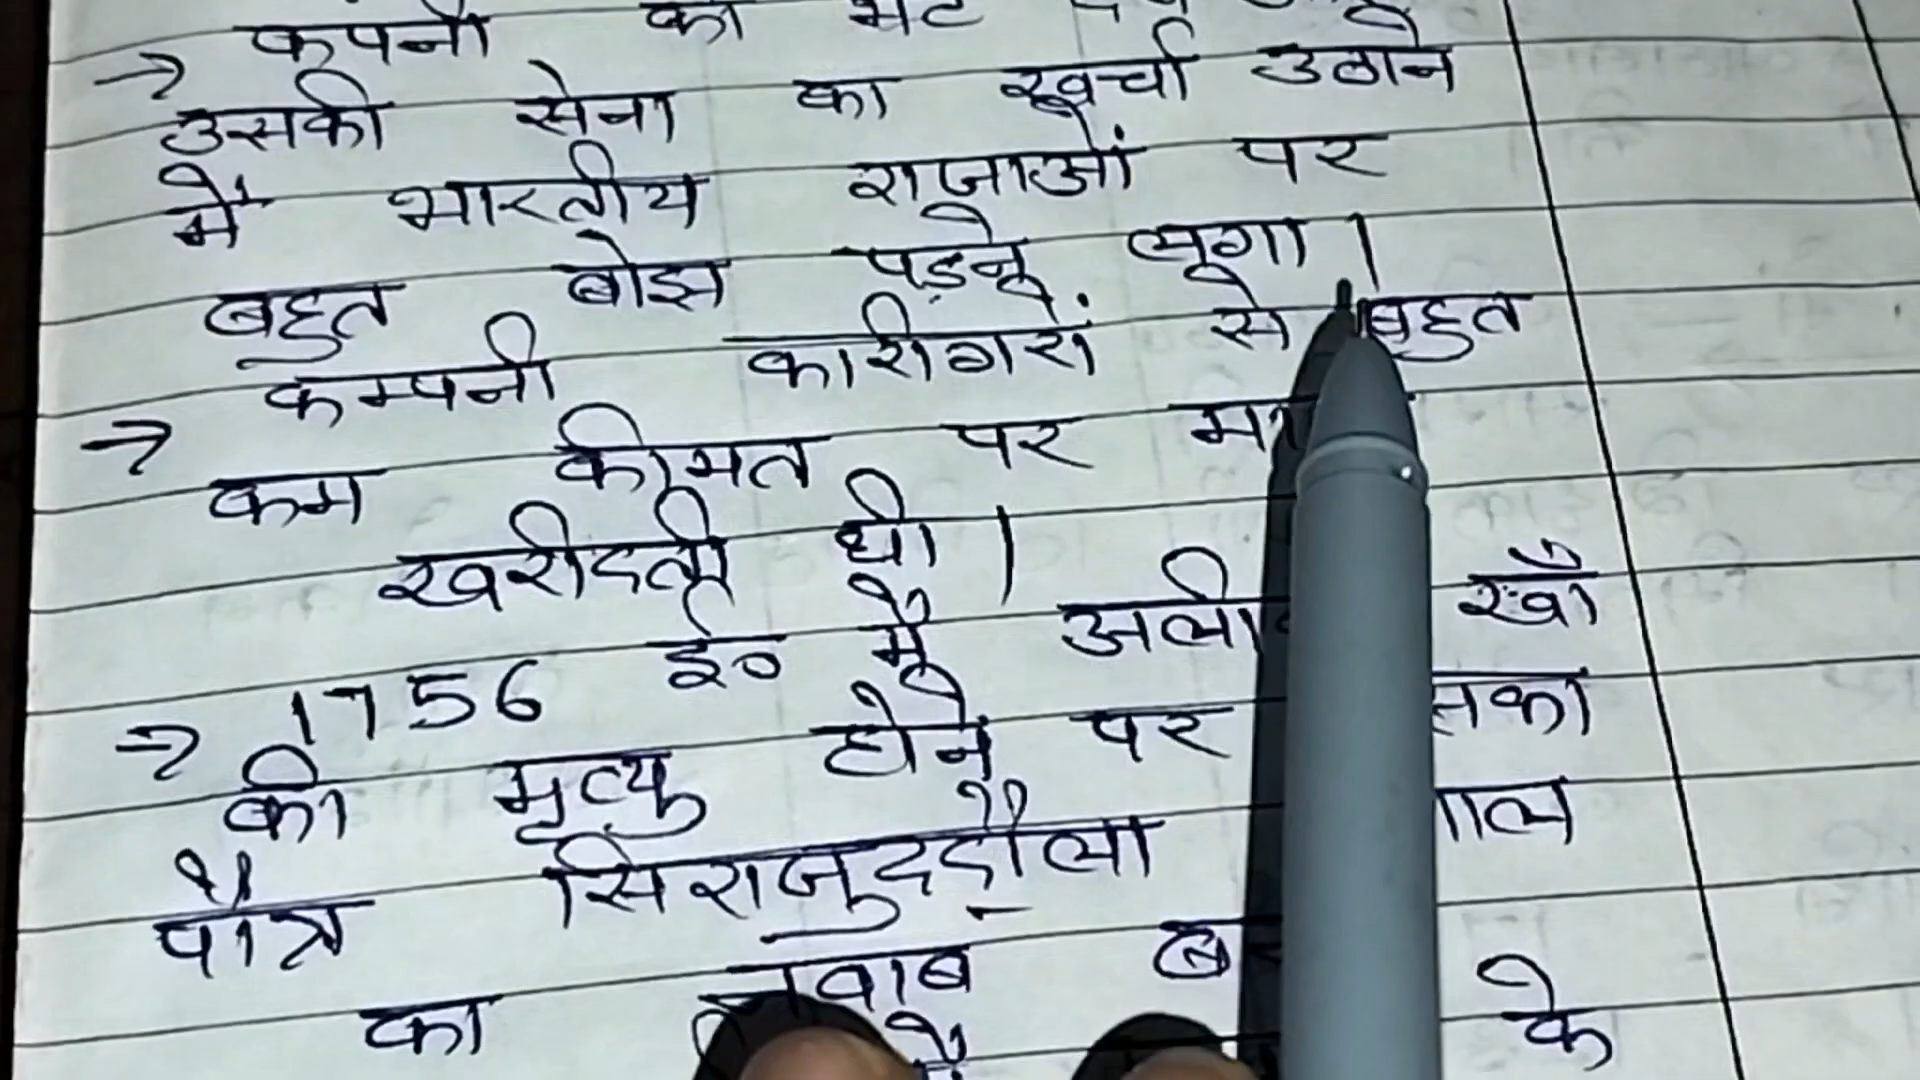 → कंपनी को भेंट
उसकी सेना का खर्चा उठाने
में भारतीय राजाओं पर
बहुत बोझ पड़ने लगा।
→ कम्पनी कारीगरों से बहुत
कम कीमत पर
खरीदती थी।
→ 1756 ई० में खाँ
की मृत्यु होने पर
पौत्र सिराजुद्दौला
का नवाब
के